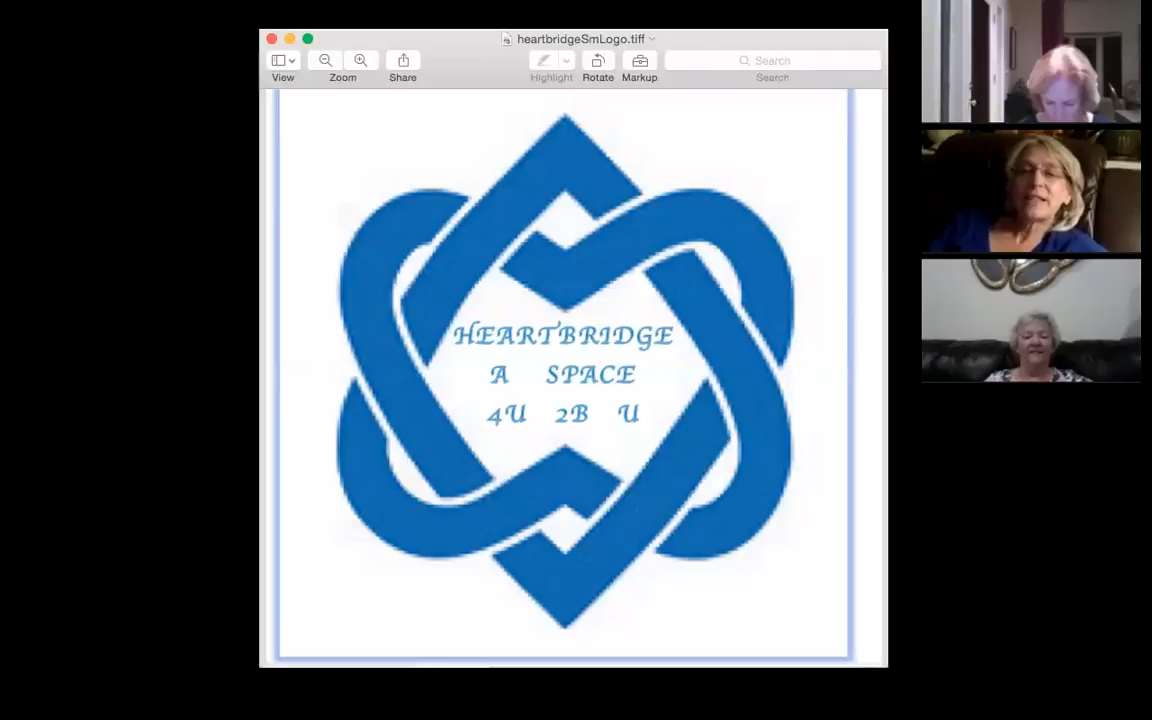 heartbridgeSmLogo.tiff
View Zoom Share Highlight Rotate Markup Search
Search
HEARTBRIDGE
A SPACE
4U 2B U